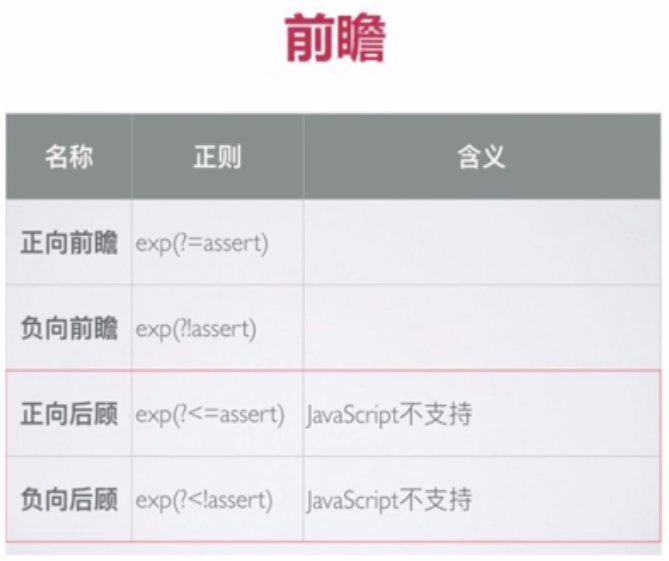 前瞻
名称 正则 含义
正向前瞻 exp(?=assert)
负向前瞻 exp(?!assert)
正向后顾 exp(?<=assert) JavaScript不支持
负向后顾 exp(?<!assert) JavaScript不支持